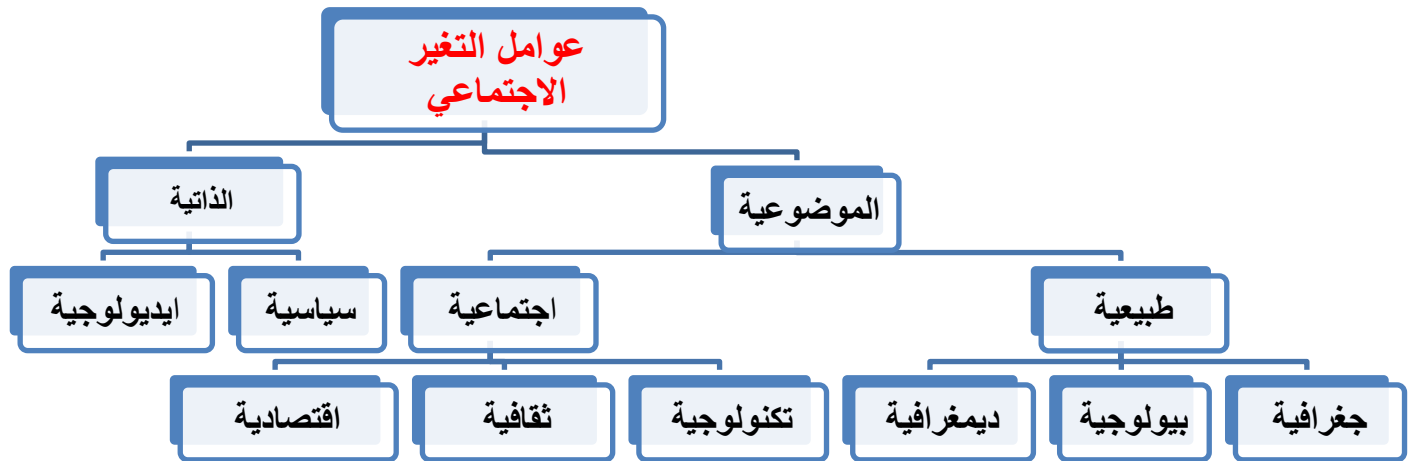 عوامل التغير
الاجتماعي
الموضوعية
الذاتية
طبيعية
اجتماعية
سياسية
ايديولوجية
جغرافية
بيولوجية
ديمغرافية
تكنولوجية
ثقافية
اقتصادية